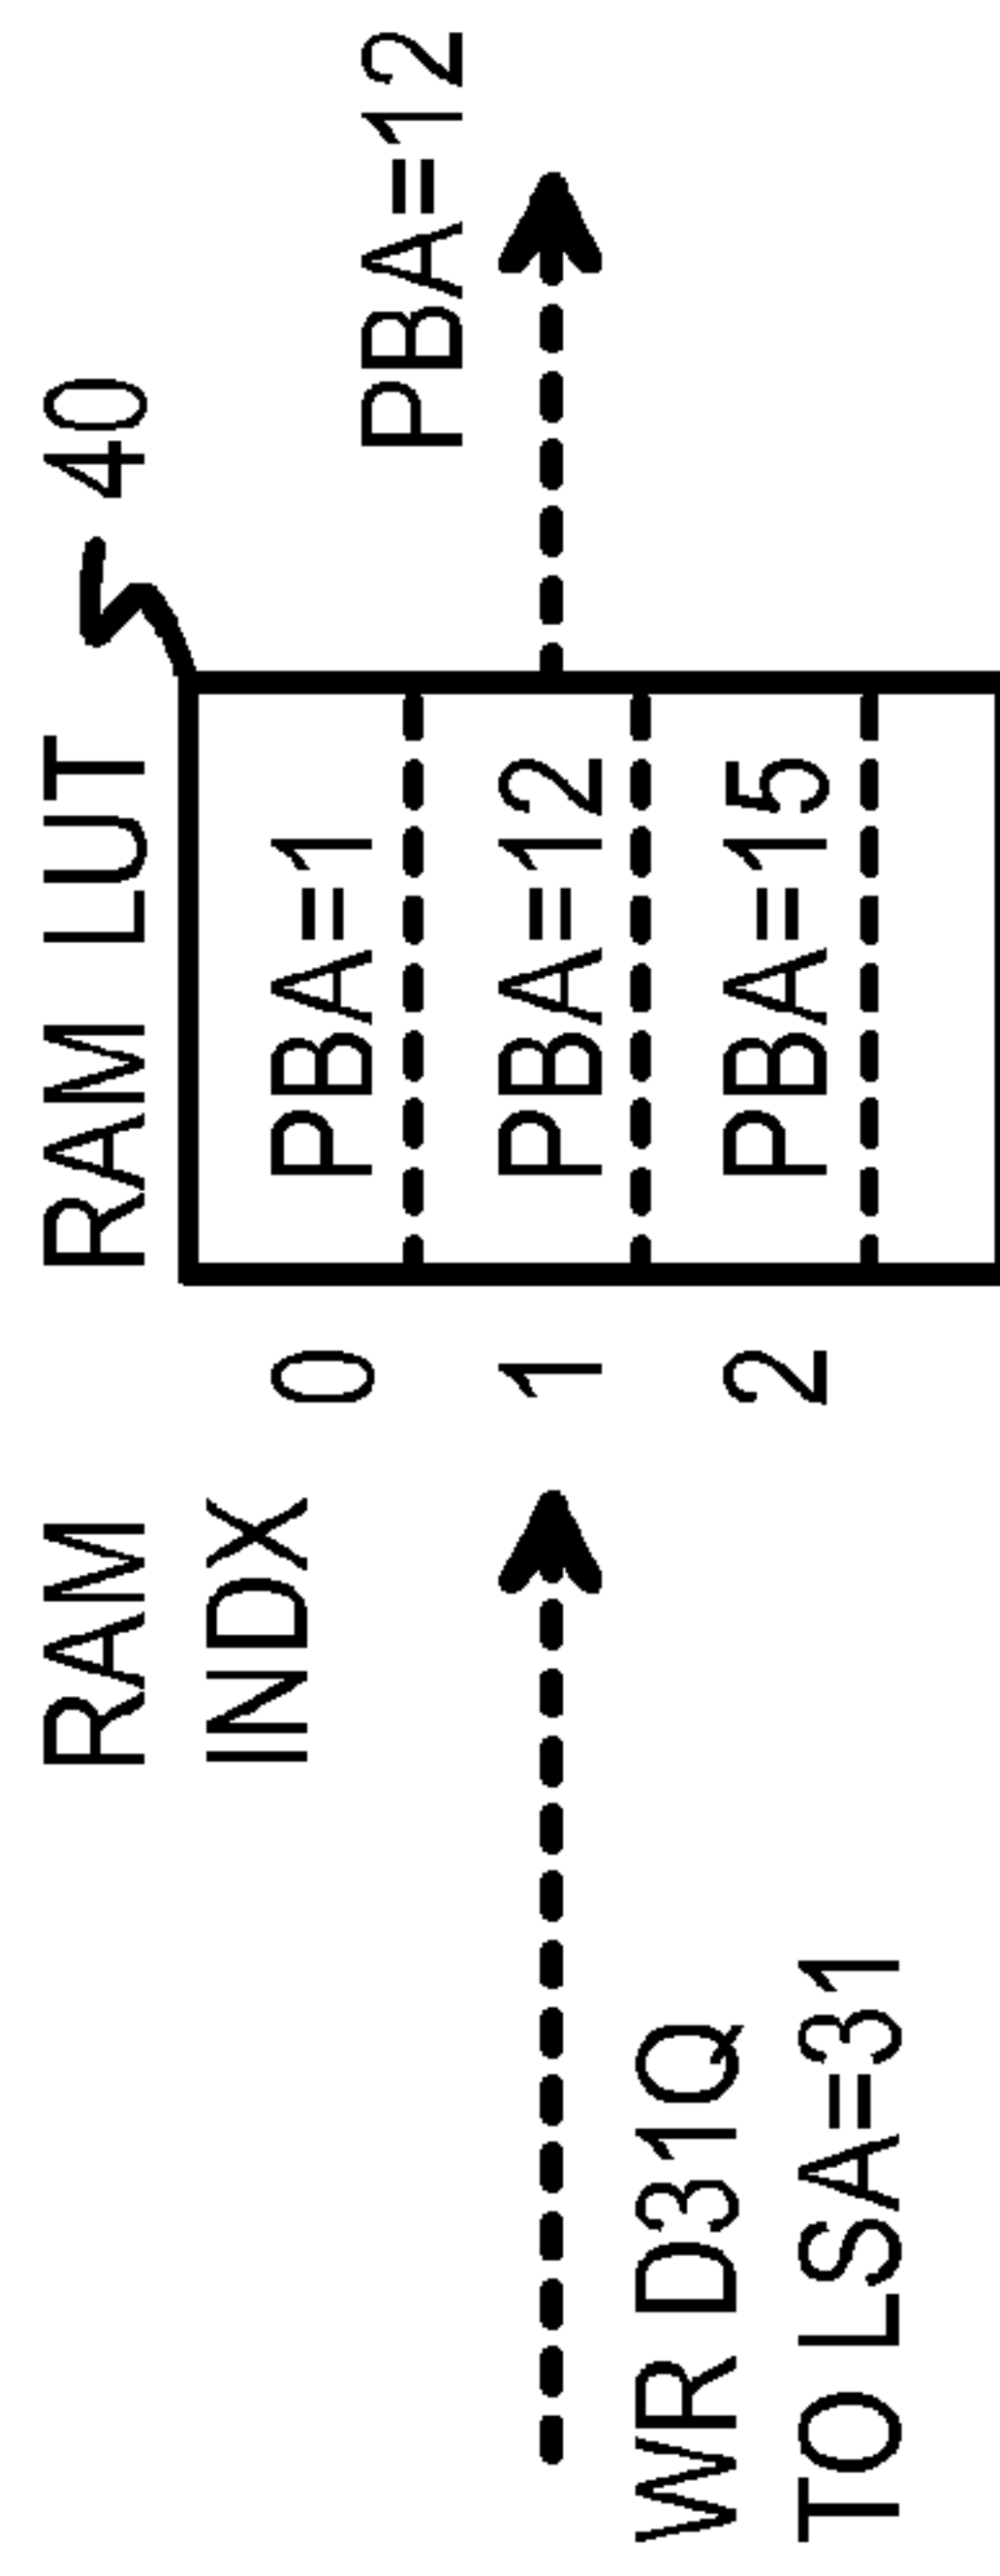 RAM LUT
40
RAM
INDX
0
PBA=1
PBA=12
1
PBA=12
2
PBA=15
WR D31Q
TO LSA=31